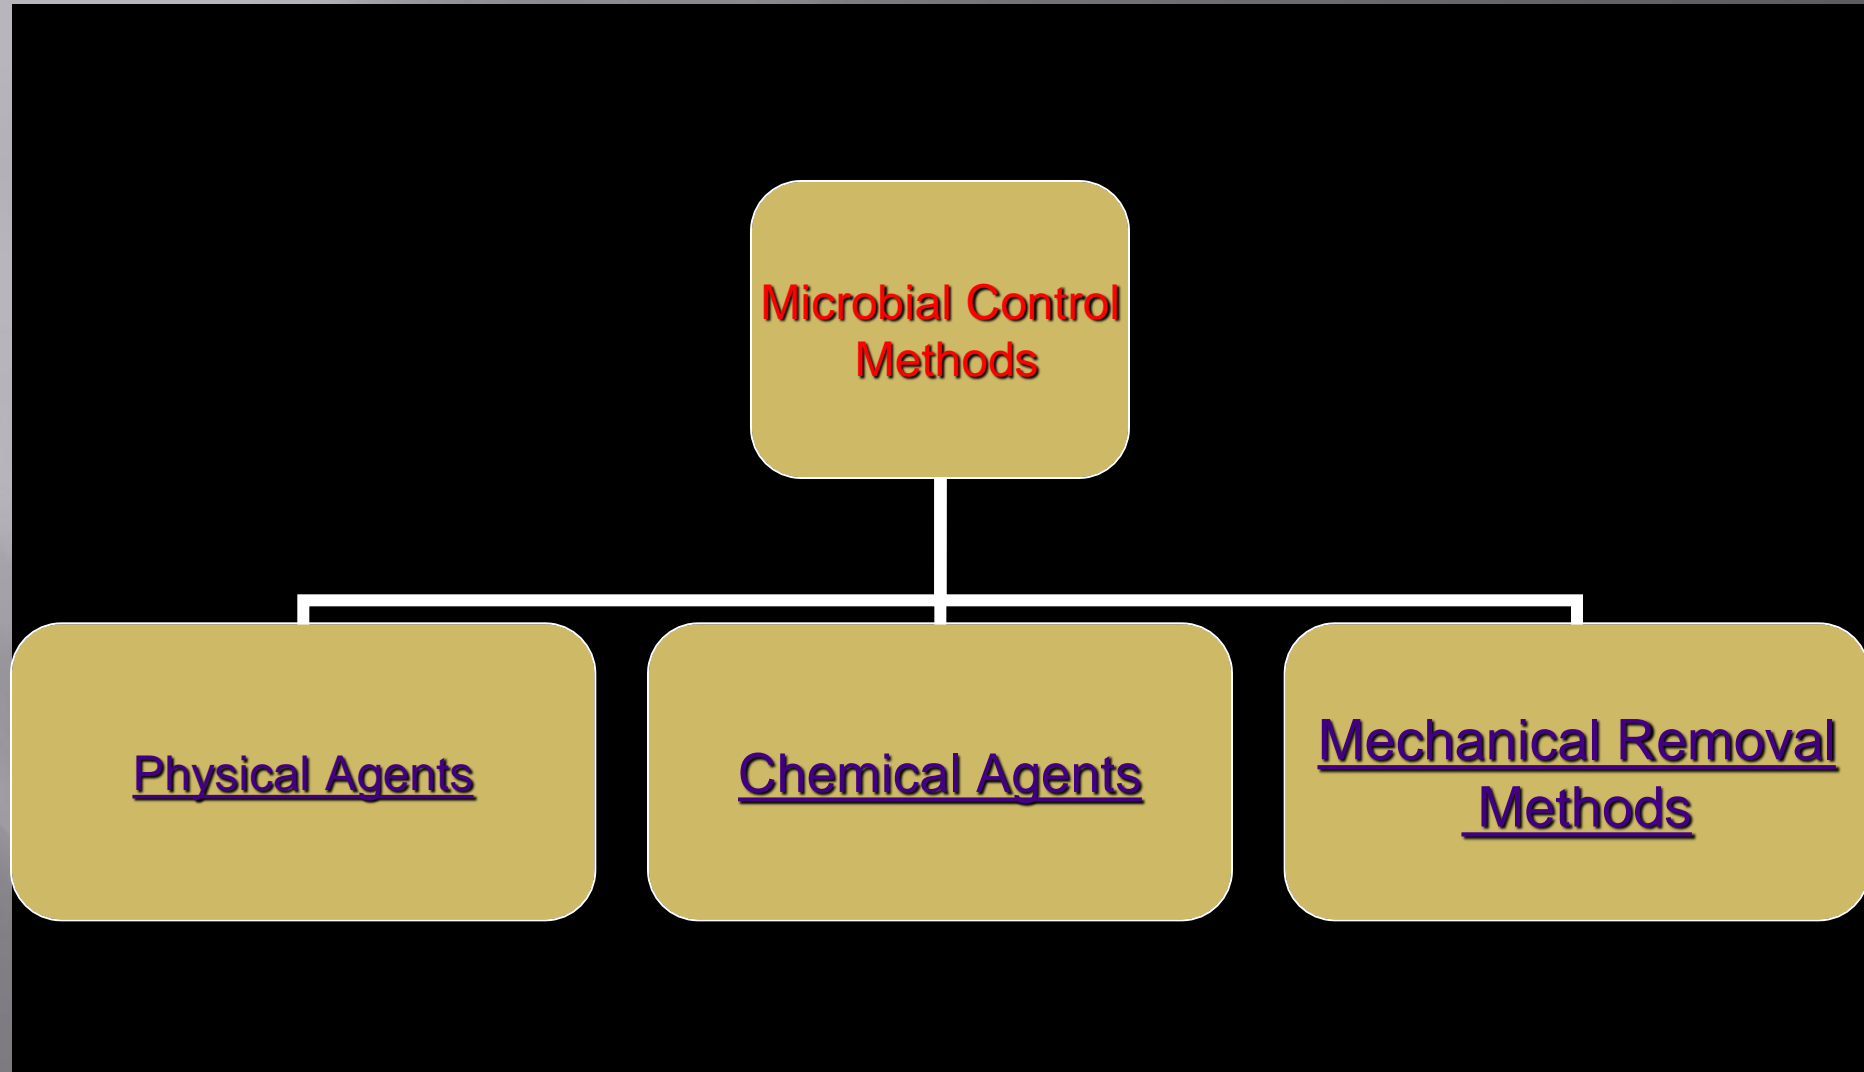 Microbial Control
Methods
Physical Agents
Chemical Agents
Mechanical Removal
Methods